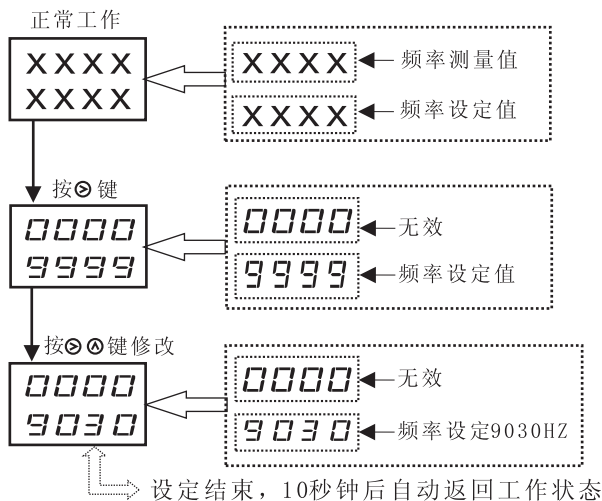 正常工作
XXXX
XXXX
XXXX 频率测量值
XXXX 频率设定值
按键
0000
9999
0000 无效
9999 频率设定值
按键修改
0000
9030
0000 无效
9030 频率设定9030HZ
设定结束，10秒钟后自动返回工作状态